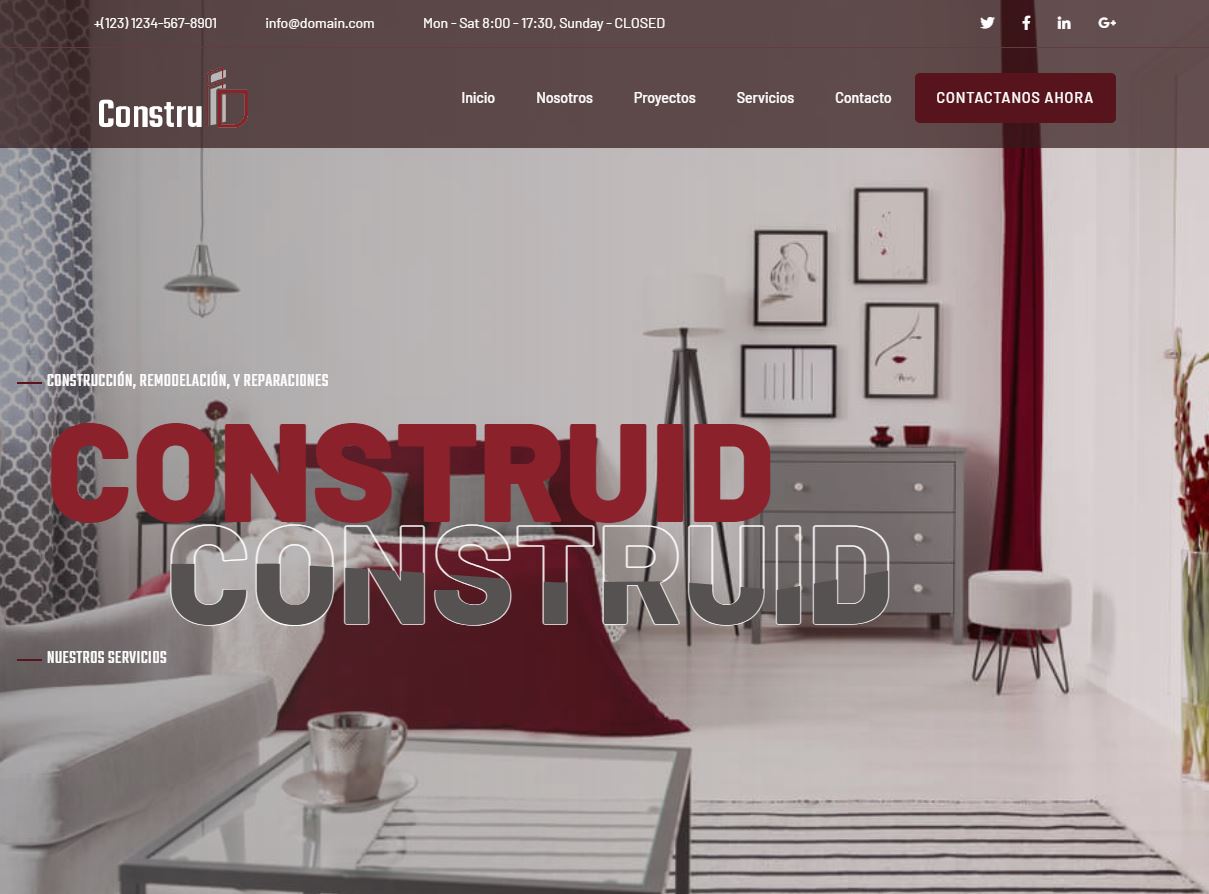 +(123) 1234-567-8901 info@domain.com Mon - Sat 8:00 - 17:30, Sunday - CLOSED
Constru
Inicio Nosotros Proyectos Servicios Contacto CONTACTANOS AHORA
CONSTRUCCIÓN, REMODELACIÓN, Y REPARACIONES
CONSTRUID
CONSTRUID
NUESTROS SERVICIOS